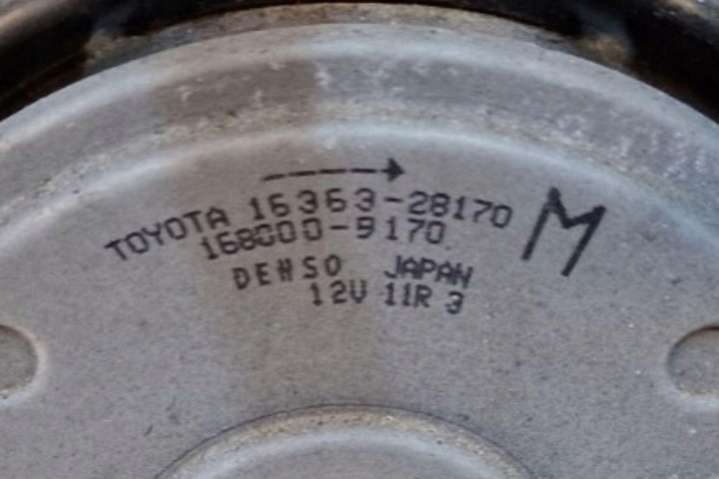 TOYOTA 16363-28170 M
168000-9170
DENSO JAPAN
12V 11R 3